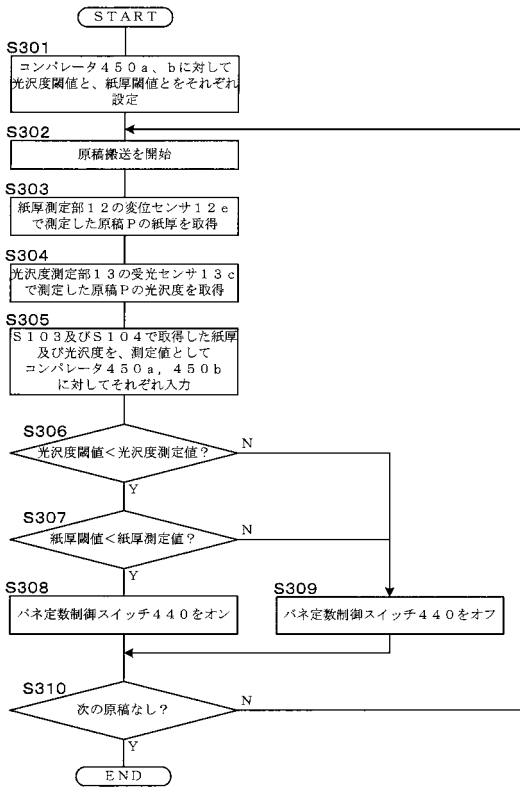 START
S301
コンパレータ450a、bに対して
光沢度閾値と、紙厚閾値とをそれぞれ
設定
S302
原稿搬送を開始
S303
紙厚測定部12の変位センサ12e
で測定した原稿Pの紙厚を取得
S304
光沢度測定部13の受光センサ13c
で測定した原稿Pの光沢度を取得
S305
S103及びS104で取得した紙厚
及び光沢度を、測定値として
コンパレータ450a,450b
に対してそれぞれ入力
S306
光沢度閾値<光沢度測定値?
N
Y
S307
紙厚閾値<紙厚測定値?
N
Y
S308
バネ定数制御スイッチ440をオン
S309
バネ定数制御スイッチ440をオフ
S310
次の原稿なし?
N
Y
END